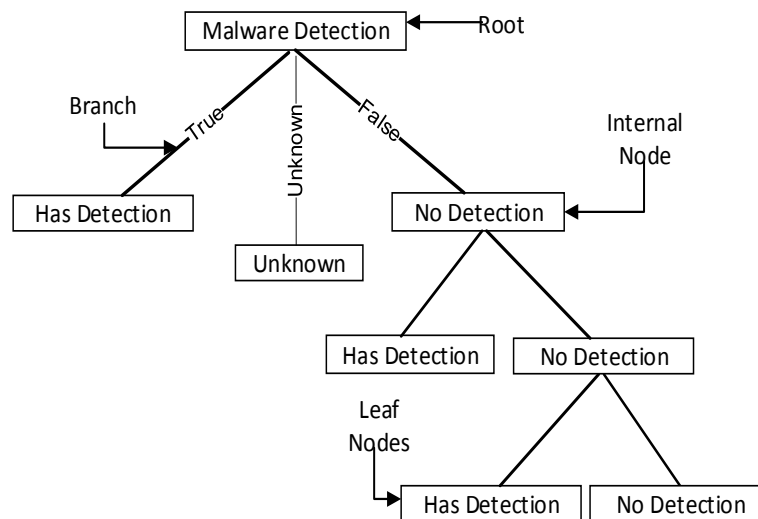 Malware Detection
Root
Branch
True
Unknown
False
Internal
Node
Has Detection
No Detection
Unknown
Has Detection
No Detection
Leaf
Nodes
Has Detection
No Detection